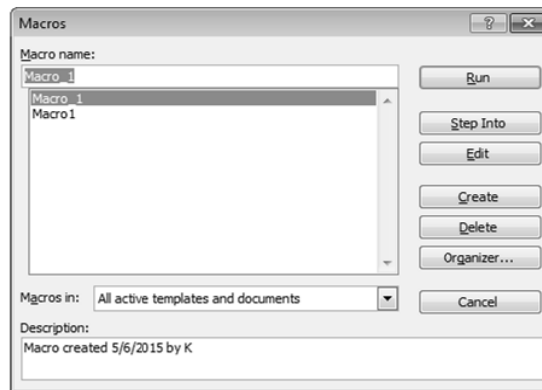 Macros
Macro name:
Macro_1
Run
Macro_1
Macro1
Step Into
Edit
Create
Delete
Organizer...
Macros in: All active templates and documents
Cancel
Description:
Macro created 5/6/2015 by K